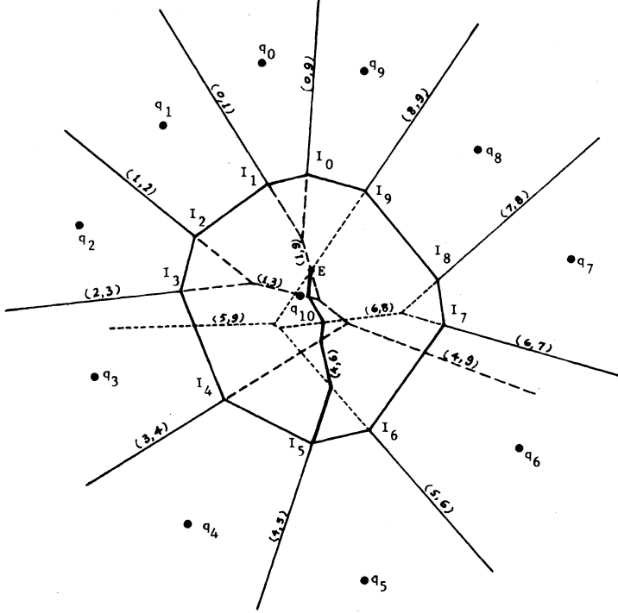 q0
q9
(0,9)
(0,1)
(8,9)
q1
q8
I0
I1
I9
(1,2)
(7,8)
I2
q2
(9,1)
I8
q7
I3
E
(1,3)
(2,3)
q10
(6,8)
I7
(5,9)
(6,7)
(4,9)
(4,6)
q3
I4
I6
(3,4)
I5
q6
(5,6)
(4,5)
q4
q5